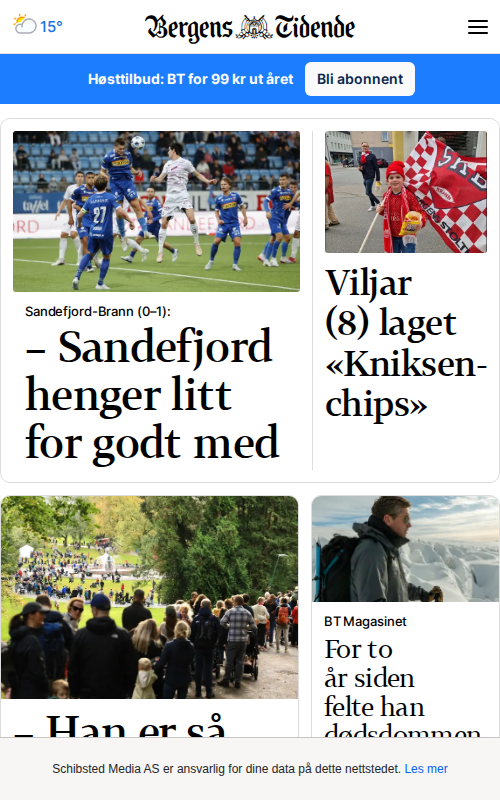 15°
Bergens Tidende
Høsttilbud: BT for 99 kr ut året
Bli abonnent
27
Sandefjord-Brann (0–1):
– Sandefjord
henger litt
for godt med
Viljar
(8) laget
«Kniksen-
chips»
– Han er så
BT Magasinet
For to
år siden
felte han
dødsdommen
Schibsted Media AS er ansvarlig for dine data på dette nettstedet. Les mer